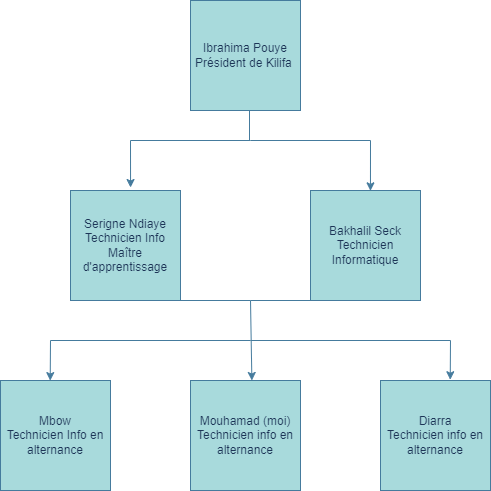 Ibrahima Pouye
Président de Kilifa
Serigne Ndiaye
Technicien Info
Maître
d'apprentissage
Bakhalil Seck
Technicien
Informatique
Mbow
Technicien Info en
alternance
Mouhamad (moi)
Technicien info en
alternance
Diarra
Technicien info en
alternance